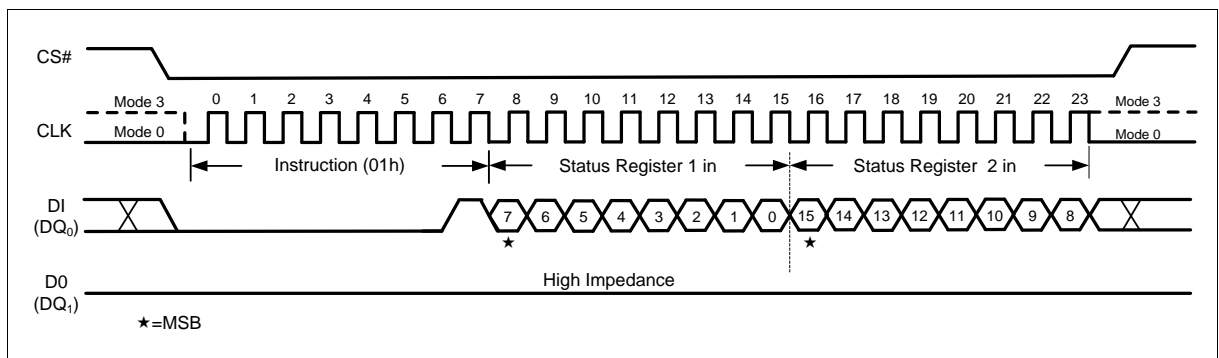 CS#
Mode 3 0 1 2 3 4 5 6 7 8 9 10 11 12 13 14 15 16 17 18 19 20 21 22 23 Mode 3
CLK Mode 0 Mode 0
Instruction (01h) Status Register 1 in Status Register 2 in
DI
(DQ0) 7 6 5 4 3 2 1 0 15 14 13 12 11 10 9 8
★ ★
D0 High Impedance
(DQ1)
★=MSB